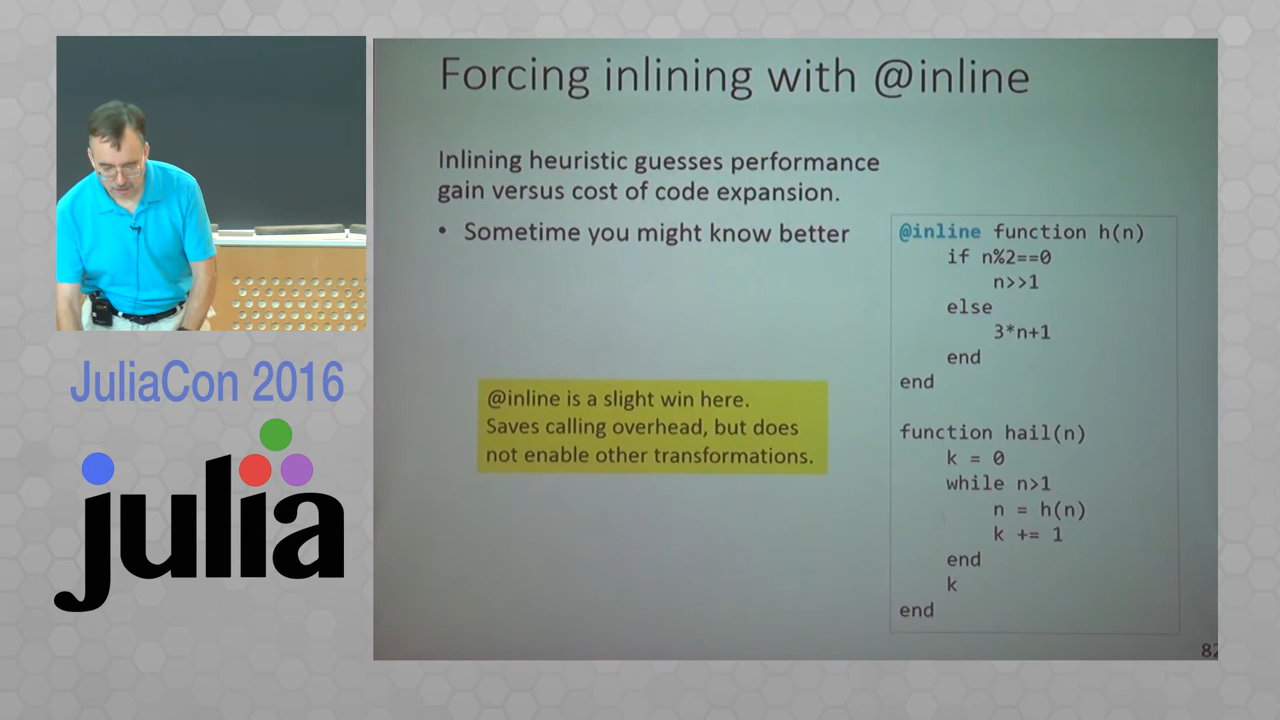 Forcing inlining with @inline
Inlining heuristic guesses performance
gain versus cost of code expansion.
• Sometime you might know better
@inline is a slight win here.
Saves calling overhead, but does
not enable other transformations.
@inline function h(n)
    if n%2==0
        n>>1
    else
        3*n+1
    end
end
function hail(n)
    k = 0
    while n>1
        n = h(n)
        k += 1
    end
    k
end
82
JuliaCon 2016
julia